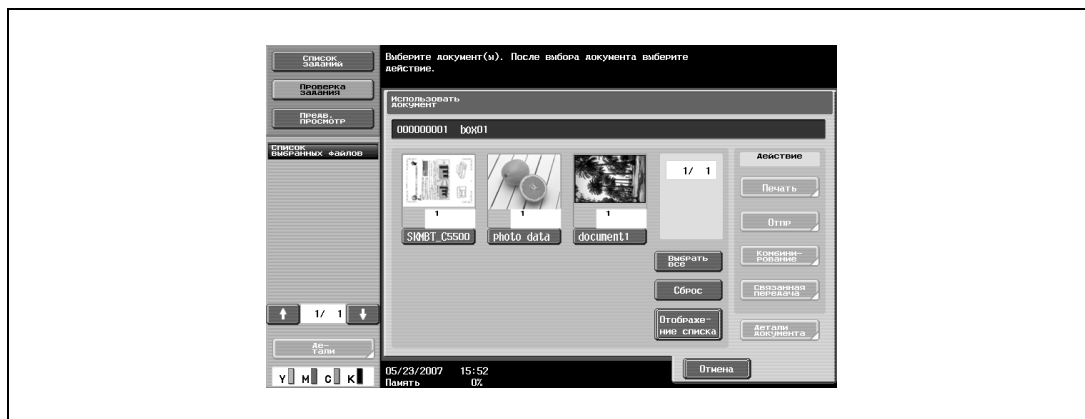 Список
заданий
Проверка
задания
Предв.
просмотр
Список
выбранных файлов
1/ 1
Де-
тали
Y M C K
Выберите документ(ы). После выбора документа выберите
действие.
Использовать
документ
000000001 box01
1
SKMBT_C5500
1
photo data
1
document1
1/ 1
Выбрать
все
Сброс
Отображе-
ние списка
Действие
Печать
Отпр
Комбини-
рование
Связанная
передача
Детали
документа
Отмена
05/23/2007 15:52
Память 0%